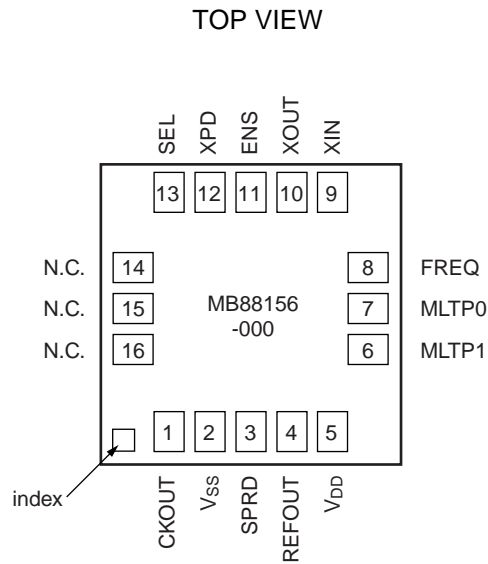 TOP VIEW
SEL
XPD
ENS
XOUT
XIN
13
12
11
10
9
N.C.
14
8
FREQ
N.C.
15
MB88156
-000
7
MLTP0
N.C.
16
6
MLTP1
1
2
3
4
5
index
CKOUT
VSS
SPRD
REFOUT
VDD